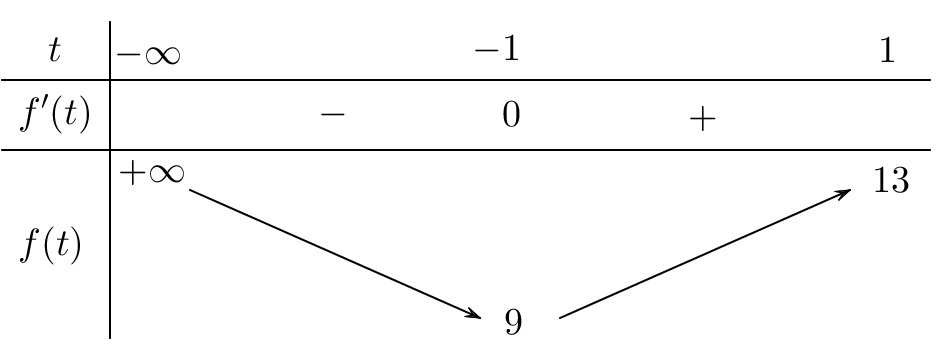 t −∞ −1 1
f′(t) − 0 +
+∞ 13
f(t)
9